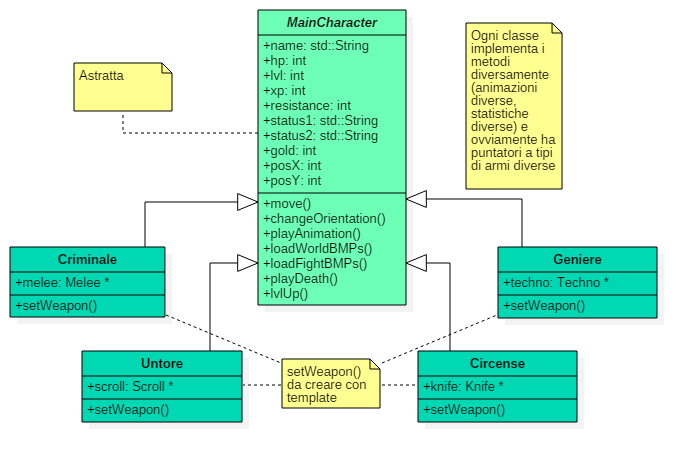 MainCharacter
+name: std::String
+hp: int
+lvl: int
+xp: int
+resistance: int
+status1: std::String
+status2: std::String
+gold: int
+posX: int
+posY: int
+move()
+changeOrientation()
+playAnimation()
+loadWorldBMPs()
+loadFightBMPs()
+playDeath()
+lvlUp()
Astratta
Ogni classe
implementa i
metodi
diversamente
(animazioni
diverse,
statistiche
diverse) e
ovviamente ha
puntatori a tipi
di armi diverse
Criminale
+melee: Melee *
+setWeapon()
Geniere
+techno: Techno *
+setWeapon()
Untore
+scroll: Scroll *
+setWeapon()
setWeapon()
da creare con
template
Circense
+knife: Knife *
+setWeapon()